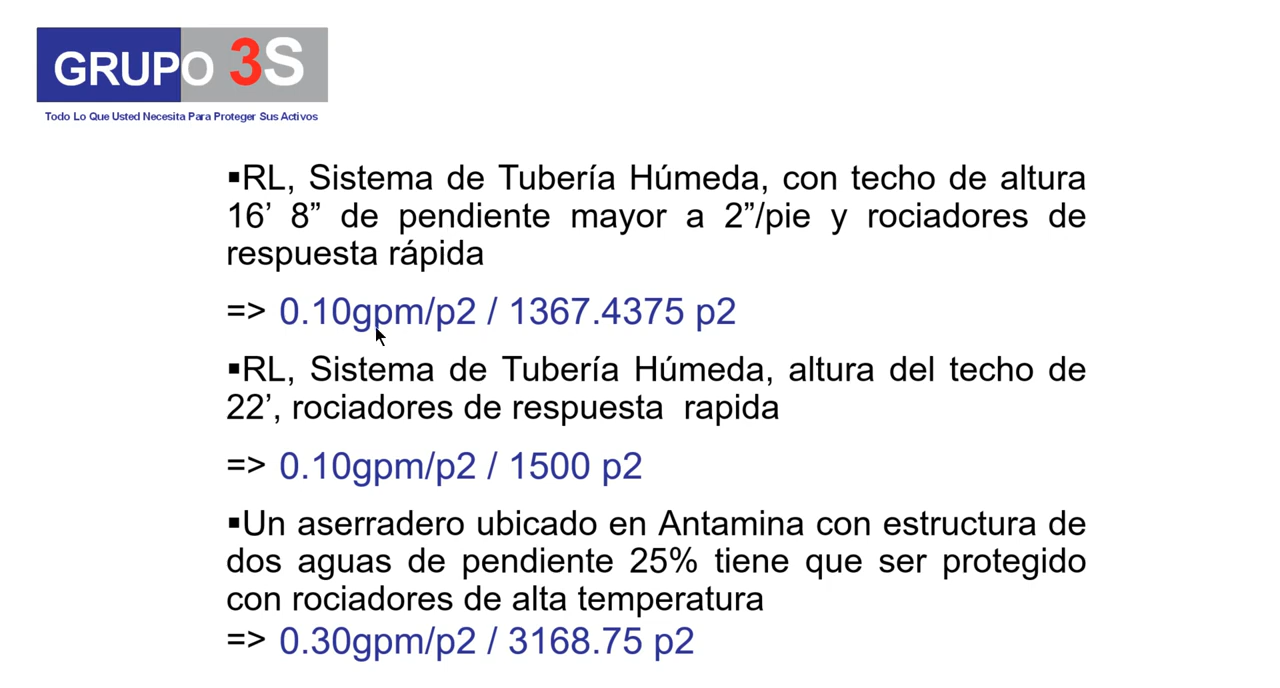 GRUPO 3S
Todo Lo Que Usted Necesita Para Proteger Sus Activos
▪RL, Sistema de Tubería Húmeda, con techo de altura
16’ 8” de pendiente mayor a 2”/pie y rociadores de
respuesta rápida
=> 0.10gpm/p2 / 1367.4375 p2
▪RL, Sistema de Tubería Húmeda, altura del techo de
22’, rociadores de respuesta rapida
=> 0.10gpm/p2 / 1500 p2
▪Un aserradero ubicado en Antamina con estructura de
dos aguas de pendiente 25% tiene que ser protegido
con rociadores de alta temperatura
=> 0.30gpm/p2 / 3168.75 p2